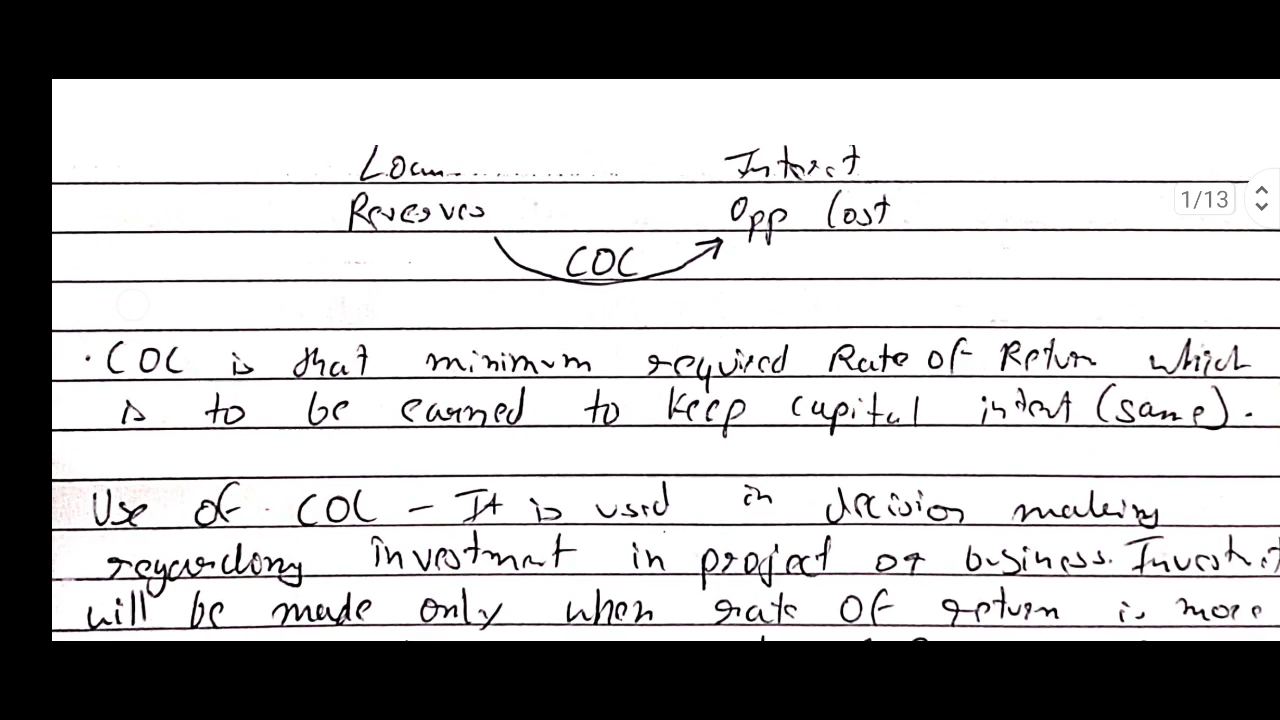 Loan Interest
Reserves Opp Cost
1/13
COC
• COC is that minimum required Rate of Return which
is to be earned to keep capital intact (same).
Use of COC - It is used in decision making
regarding investment in project or business. Investment
will be made only when rate of return is more